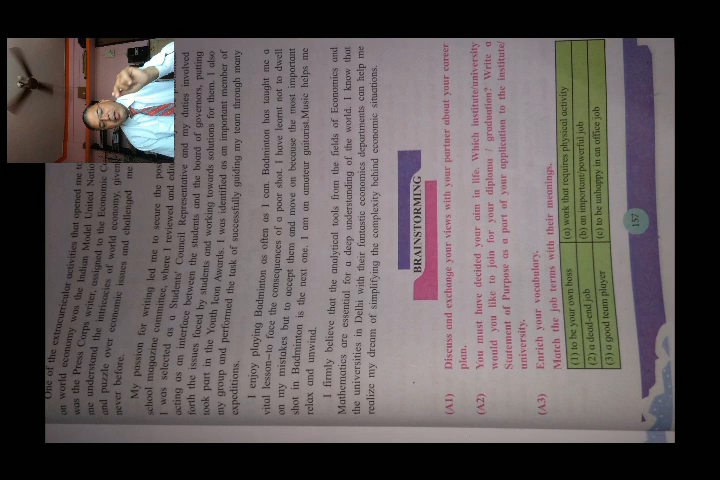 One of the extracurricular activities that opened me to
on world economy was the Indian Model United Natio
was the Press Corps writer, assigned to the Economic C
me understand the intricacies of world economy, give
and puzzle over economic issues and challenged me
never before.
My passion for writing led me to secure the pos
school magazine committee, where I reviewed and edit
I was selected as a Students' Council Representative and my duties involved
acting as an interface between the students and the board of governors, putting
forth the issues faced by students and working towards solutions for them. I also
took part in the Youth Icon Awards. I was identified as an important member of
my group and performed the task of successfully guiding my team through many
expeditions.
I enjoy playing Badminton as often as I can. Badminton has taught me a
vital lesson–to face the consequences of a poor shot. I have learnt not to dwell
on my mistakes but to accept them and move on because the most important
shot in Badminton is the next one. I am an amateur guitarist.Music helps me
relax and unwind.
I firmly believe that the analytical tools from the fields of Economics and
Mathematics are essential for a deep understanding of the world. I know that
the universities in Delhi with their fantastic economics departments can help me
realize my dream of simplifying the complexity behind economic situations.
BRAINSTORMING
(A1) Discuss and exchange your views with your partner about your career
plan.
(A2) You must have decided your aim in life. Which institute/university
would you like to join for your diploma / graduation? Write a
Statement of Purpose as a part of your application to the institute/
university.
(A3) Enrich your vocabulary.
Match the job terms with their meanings.
(1) to be your own boss (a) work that requires physical activity
(2) a dead-end job (b) an important/powerful job
(3) a good team player (c) to be unhappy in an office job
157